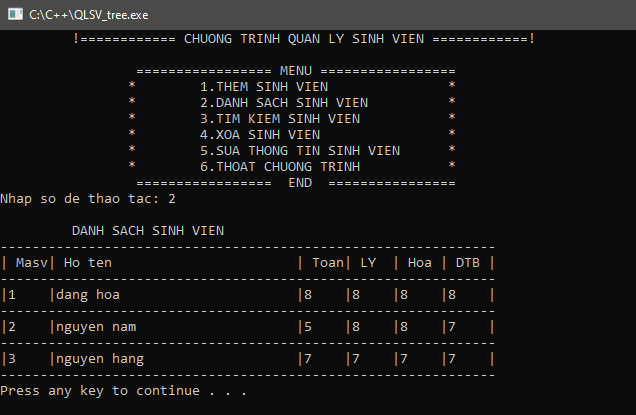 C:\C++\QLSV_tree.exe
!============ CHUONG TRINH QUAN LY SINH VIEN ============!
================= MENU =================
* 1.THEM SINH VIEN *
* 2.DANH SACH SINH VIEN *
* 3.TIM KIEM SINH VIEN *
* 4.XOA SINH VIEN *
* 5.SUA THONG TIN SINH VIEN *
* 6.THOAT CHUONG TRINH *
================= END ================
Nhap so de thao tac: 2
DANH SACH SINH VIEN
--------------------------------------------------------------
| Masv| Ho ten | Toan| LY | Hoa | DTB |
--------------------------------------------------------------
|1 |dang hoa |8 |8 |8 |8 |
--------------------------------------------------------------
|2 |nguyen nam |5 |8 |8 |7 |
--------------------------------------------------------------
|3 |nguyen hang |7 |7 |7 |7 |
--------------------------------------------------------------
Press any key to continue . . .